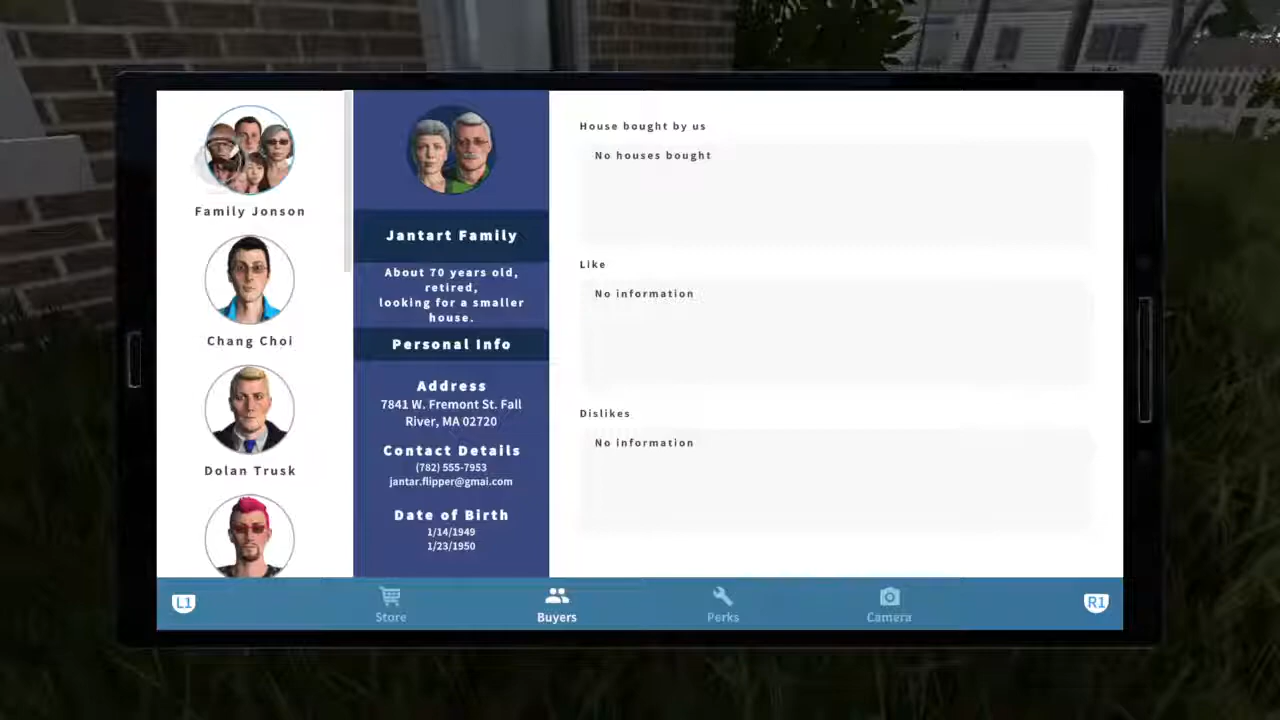 Family Jonson
Chang Choi
Dolan Trusk
Jantart Family
About 70 years old,
retired,
looking for a smaller
house.
Personal Info
Address
7841 W. Fremont St. Fall
River, MA 02720
Contact Details
(782) 555-7953
jantar.flipper@gmai.com
Date of Birth
1/14/1949
1/23/1950
House bought by us
No houses bought
Like
No information
Dislikes
No information
L1
Store
Buyers
Perks
Camera
R1